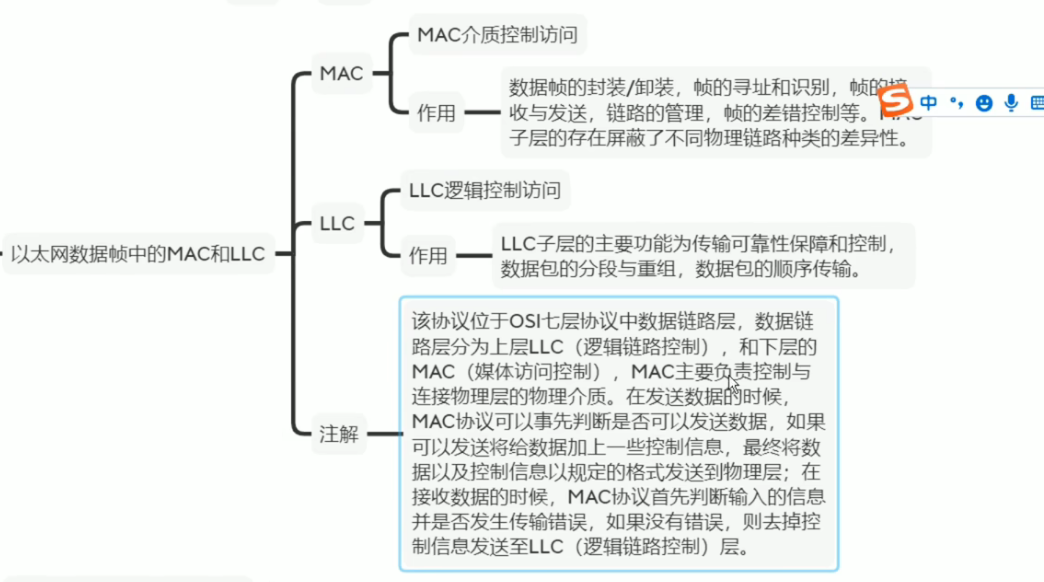 MAC介质控制访问
MAC
数据帧的封装/卸装，帧的寻址和识别，帧的接
作用
收与发送，链路的管理，帧的差错控制等。MAC
子层的存在屏蔽了不同物理链路种类的差异性。
LLC逻辑控制访问
LLC
以太网数据帧中的MAC和LLC
作用
LLC子层的主要功能为传输可靠性保障和控制，
数据包的分段与重组，数据包的顺序传输。
注解
该协议位于OSI七层协议中数据链路层，数据链
路层分为上层LLC（逻辑链路控制），和下层的
MAC（媒体访问控制），MAC主要负责控制与
连接物理层的物理介质。在发送数据的时候，
MAC协议可以事先判断是否可以发送数据，如果
可以发送将给数据加上一些控制信息，最终将数
据以及控制信息以规定的格式发送到物理层；在
接收数据的时候，MAC协议首先判断输入的信息
并是否发生传输错误，如果没有错误，则去掉控
制信息发送至LLC（逻辑链路控制）层。
S
中